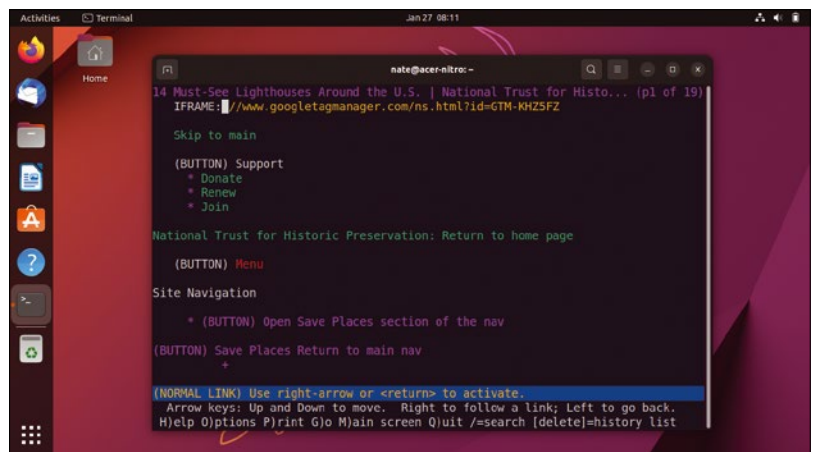 Activities Terminal Jan 27 08:11
Home
nate@acer-nitro: ~
14 Must-See Lighthouses Around the U.S. | National Trust for Histo... (p1 of 19)
IFRAME: //www.googletagmanager.com/ns.html?id=GTM-KHZ5FZ
Skip to main
(BUTTON) Support
* Donate
* Renew
* Join
National Trust for Historic Preservation: Return to home page
(BUTTON) Menu
Site Navigation
* (BUTTON) Open Save Places section of the nav
(BUTTON) Save Places Return to main nav
+
(NORMAL LINK) Use right-arrow or <return> to activate.
Arrow keys: Up and Down to move. Right to follow a link; Left to go back.
H)elp O)ptions P)rint G)o M)ain screen Q)uit /=search [delete]=history list